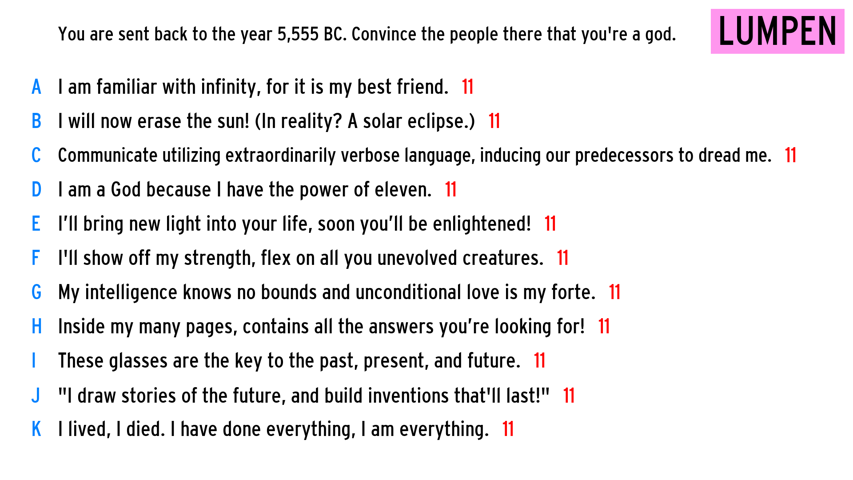 You are sent back to the year 5,555 BC. Convince the people there that you're a god.
LUMPEN
A I am familiar with infinity, for it is my best friend. 11
B I will now erase the sun! (In reality? A solar eclipse.) 11
C Communicate utilizing extraordinarily verbose language, inducing our predecessors to dread me. 11
D I am a God because I have the power of eleven. 11
E I’ll bring new light into your life, soon you’ll be enlightened! 11
F I'll show off my strength, flex on all you unevolved creatures. 11
G My intelligence knows no bounds and unconditional love is my forte. 11
H Inside my many pages, contains all the answers you’re looking for! 11
I These glasses are the key to the past, present, and future. 11
J "I draw stories of the future, and build inventions that'll last!" 11
K I lived, I died. I have done everything, I am everything. 11